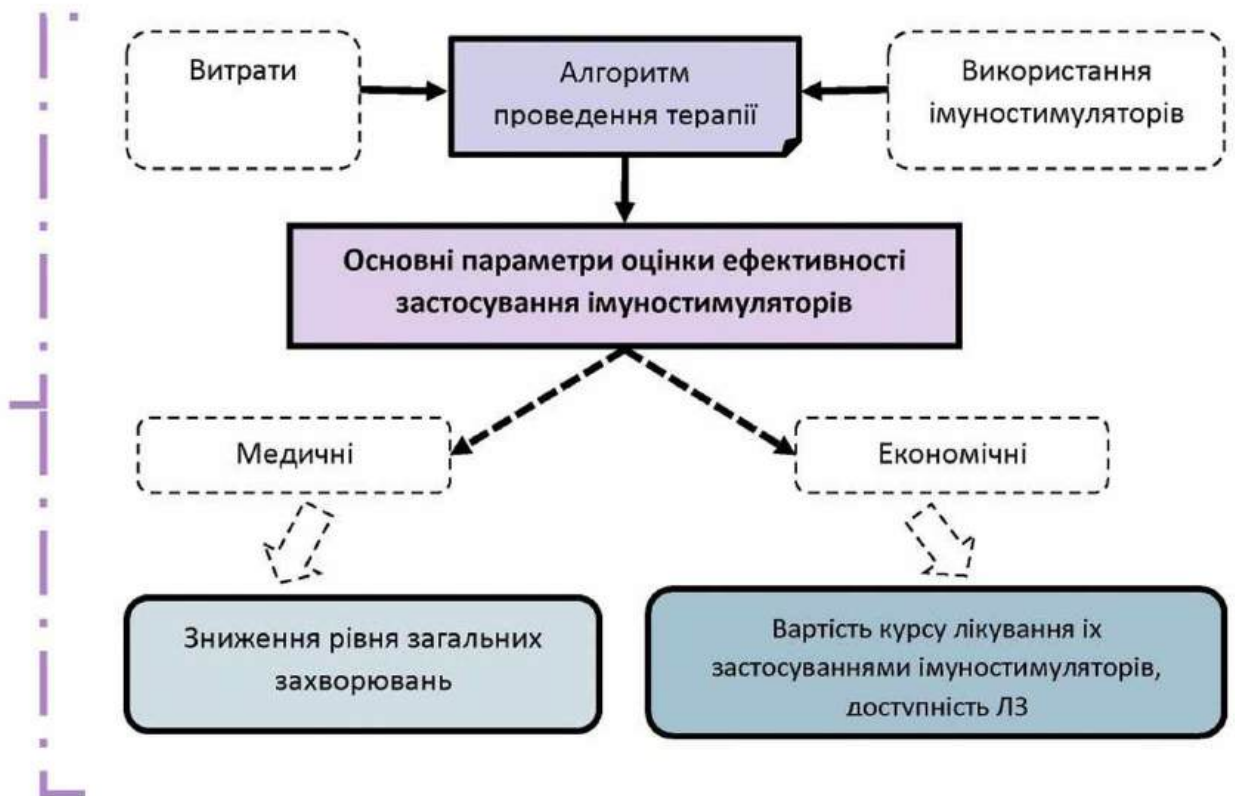 Витрати
Алгоритм
проведення терапії
Використання
імуностимуляторів
Основні параметри оцінки ефективності
застосування імуностимуляторів
Медичні
Економічні
Зниження рівня загальних
захворювань
Вартість курсу лікування іх
застосуваннями імуностимуляторів,
доступність ЛЗ